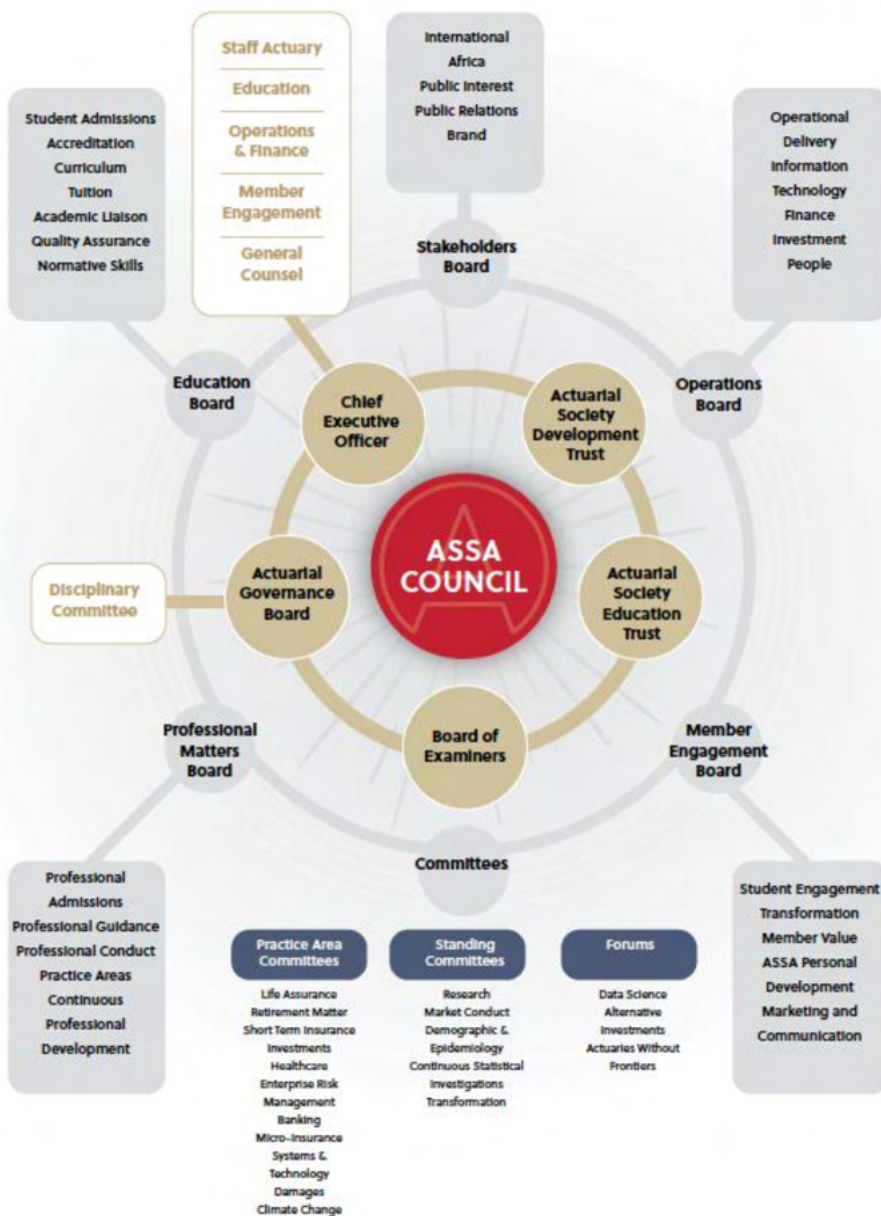 Staff Actuary
Education
Operations
& Finance
Member
Engagement
General
Counsel
International
Africa
Public Interest
Public Relations
Brand
Student Admissions
Accreditation
Curriculum
Tuition
Academic Liaison
Quality Assurance
Normative Skills
Operational
Delivery
Information
Technology
Finance
Investment
People
Stakeholders
Board
Education
Board
Chief
Executive
Officer
Actuarial
Society
Development
Trust
Operations
Board
ASSA
COUNCIL
Disciplinary
Committee
Actuarial
Governance
Board
Actuarial
Society
Education
Trust
Professional
Matters
Board
Board of
Examiners
Member
Engagement
Board
Committees
Professional
Admissions
Professional Guidance
Professional Conduct
Practice Areas
Continuous
Professional
Development
Practice Area
Committees
Life Assurance
Retirement Matter
Short Term Insurance
Investments
Healthcare
Enterprise Risk
Management
Banking
Micro-Insurance
Systems &
Technology
Damages
Climate Change
Standing
Committees
Research
Market Conduct
Demographic &
Epidemiology
Continuous Statistical
Investigations
Transformation
Forums
Data Science
Alternative
Investments
Actuaries Without
Frontiers
Student Engagement
Transformation
Member Value
ASSA Personal
Development
Marketing and
Communication